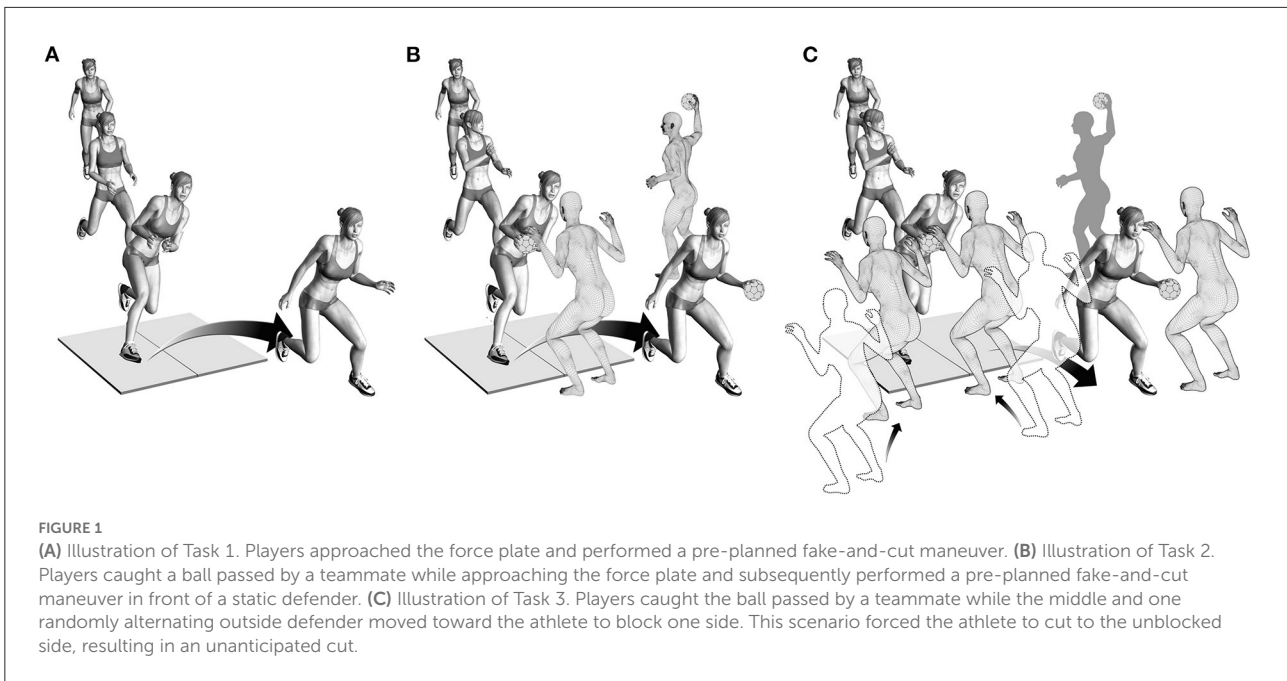 A
B
C
FIGURE 1
(A) Illustration of Task 1. Players approached the force plate and performed a pre-planned fake-and-cut maneuver. (B) Illustration of Task 2.
Players caught a ball passed by a teammate while approaching the force plate and subsequently performed a pre-planned fake-and-cut
maneuver in front of a static defender. (C) Illustration of Task 3. Players caught the ball passed by a teammate while the middle and one
randomly alternating outside defender moved toward the athlete to block one side. This scenario forced the athlete to cut to the unblocked
side, resulting in an unanticipated cut.